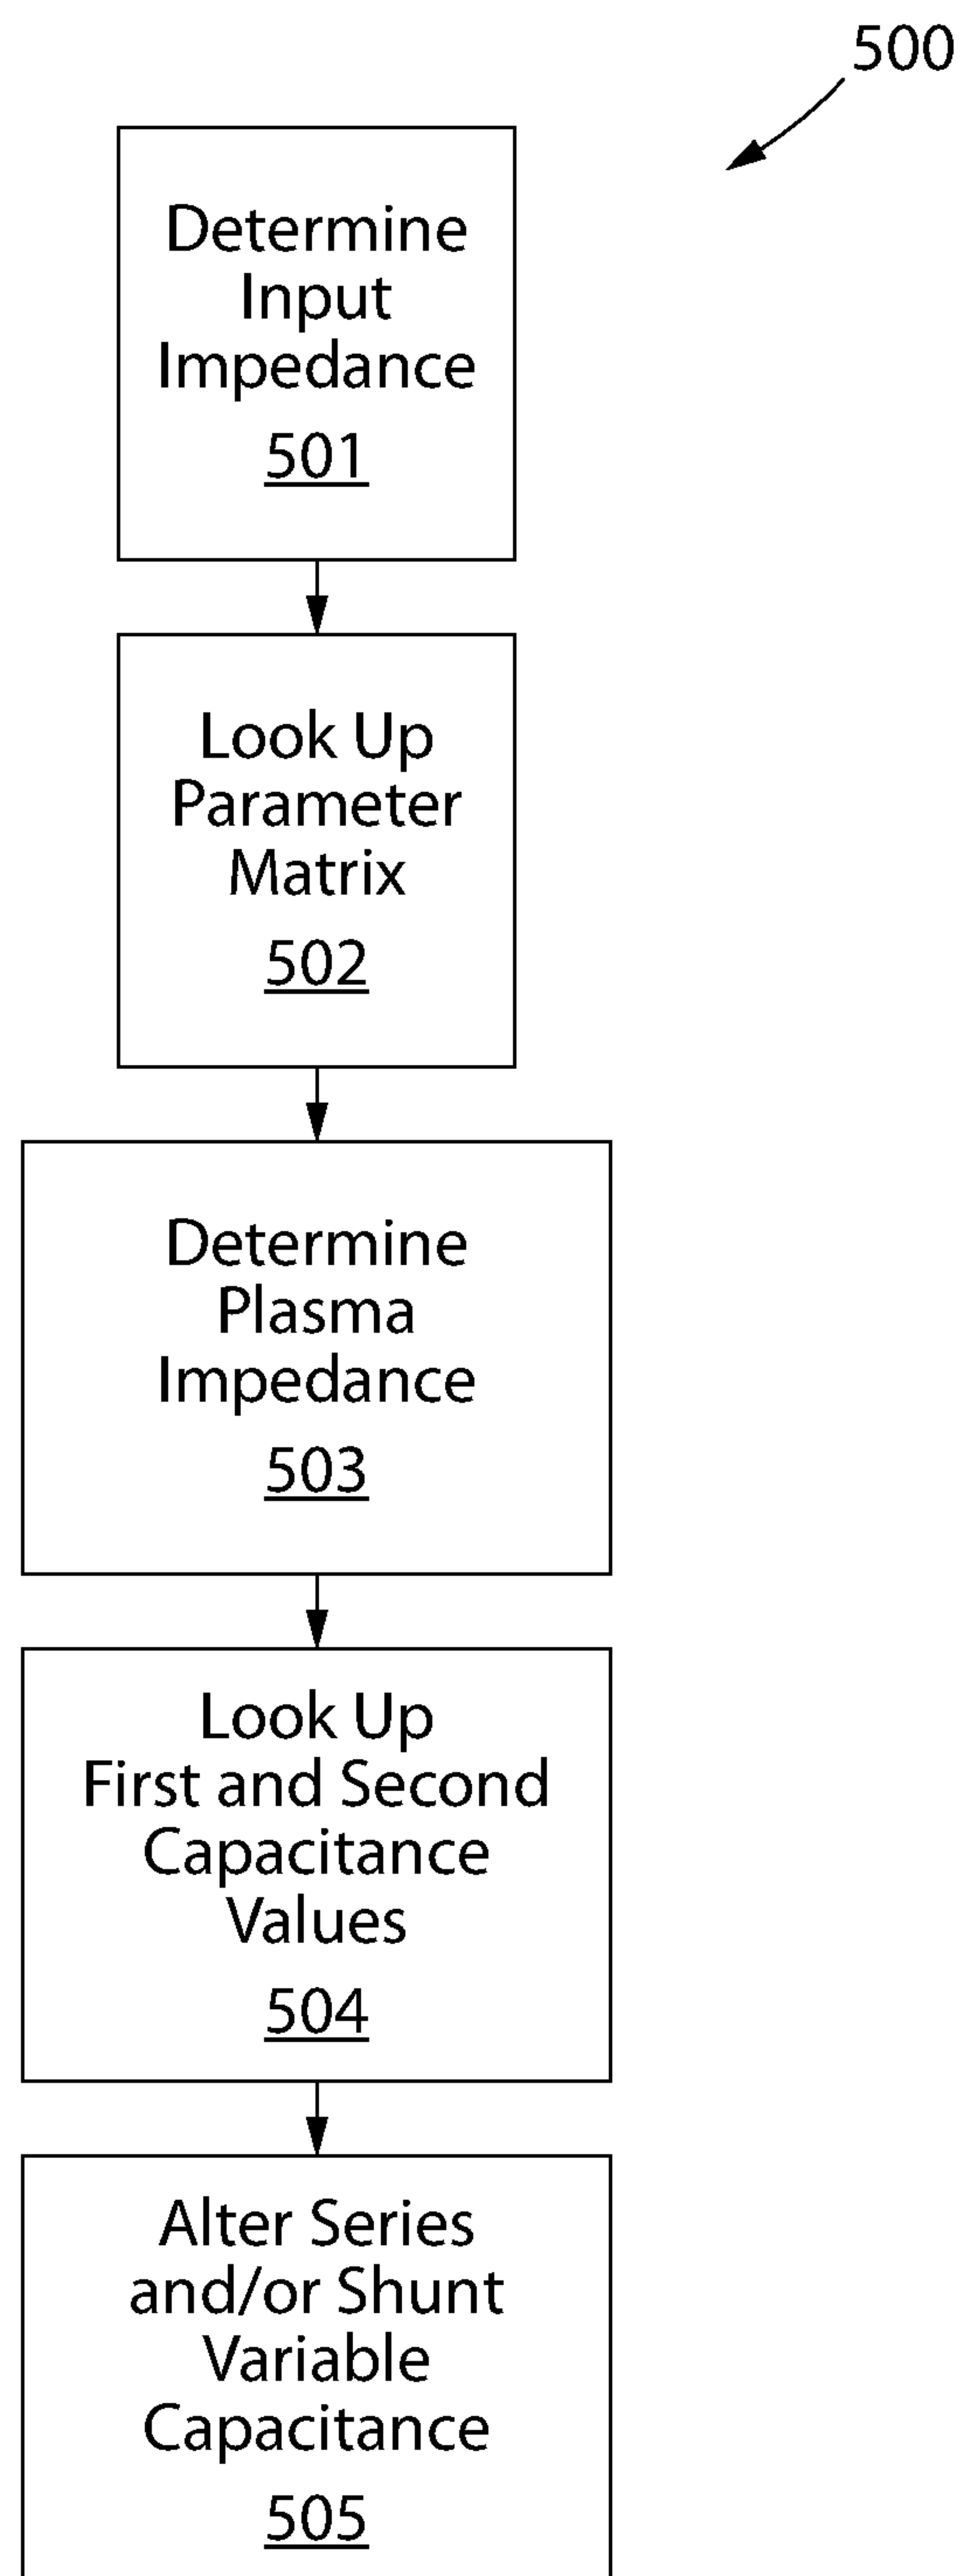 500
Determine
Input
Impedance
501
Look Up
Parameter
Matrix
502
Determine
Plasma
Impedance
503
Look Up
First and Second
Capacitance
Values
504
Alter Series
and/or Shunt
Variable
Capacitance
505